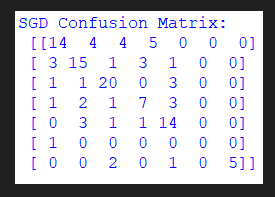 SGD Confusion Matrix:
[[14 4 4 5 0 0 0]
[ 3 15 1 3 1 0 0]
[ 1 1 20 0 3 0 0]
[ 1 2 1 7 3 0 0]
[ 0 3 1 1 14 0 0]
[ 1 0 0 0 0 0 0]
[ 0 0 2 0 1 0 5]]